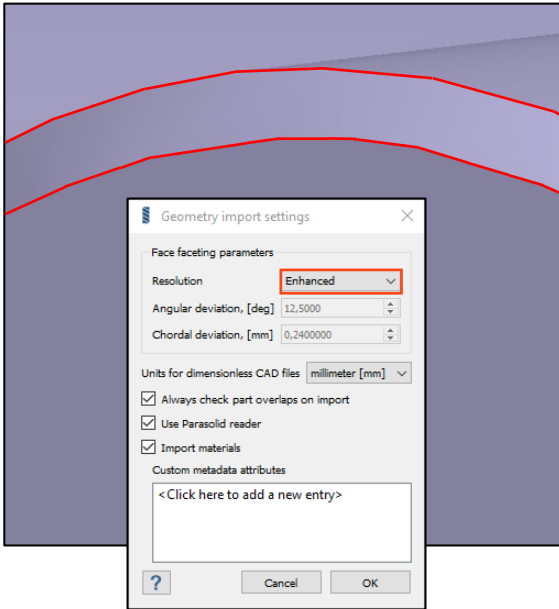 Geometry import settings
Face faceting parameters
Resolution Enhanced
Angular deviation, [deg] 12,5000
Chordal deviation, [mm] 0,2400000
Units for dimensionless CAD files millimeter [mm]
Always check part overlaps on import
Use Parasolid reader
Import materials
Custom metadata attributes
<Click here to add a new entry>
? Cancel OK